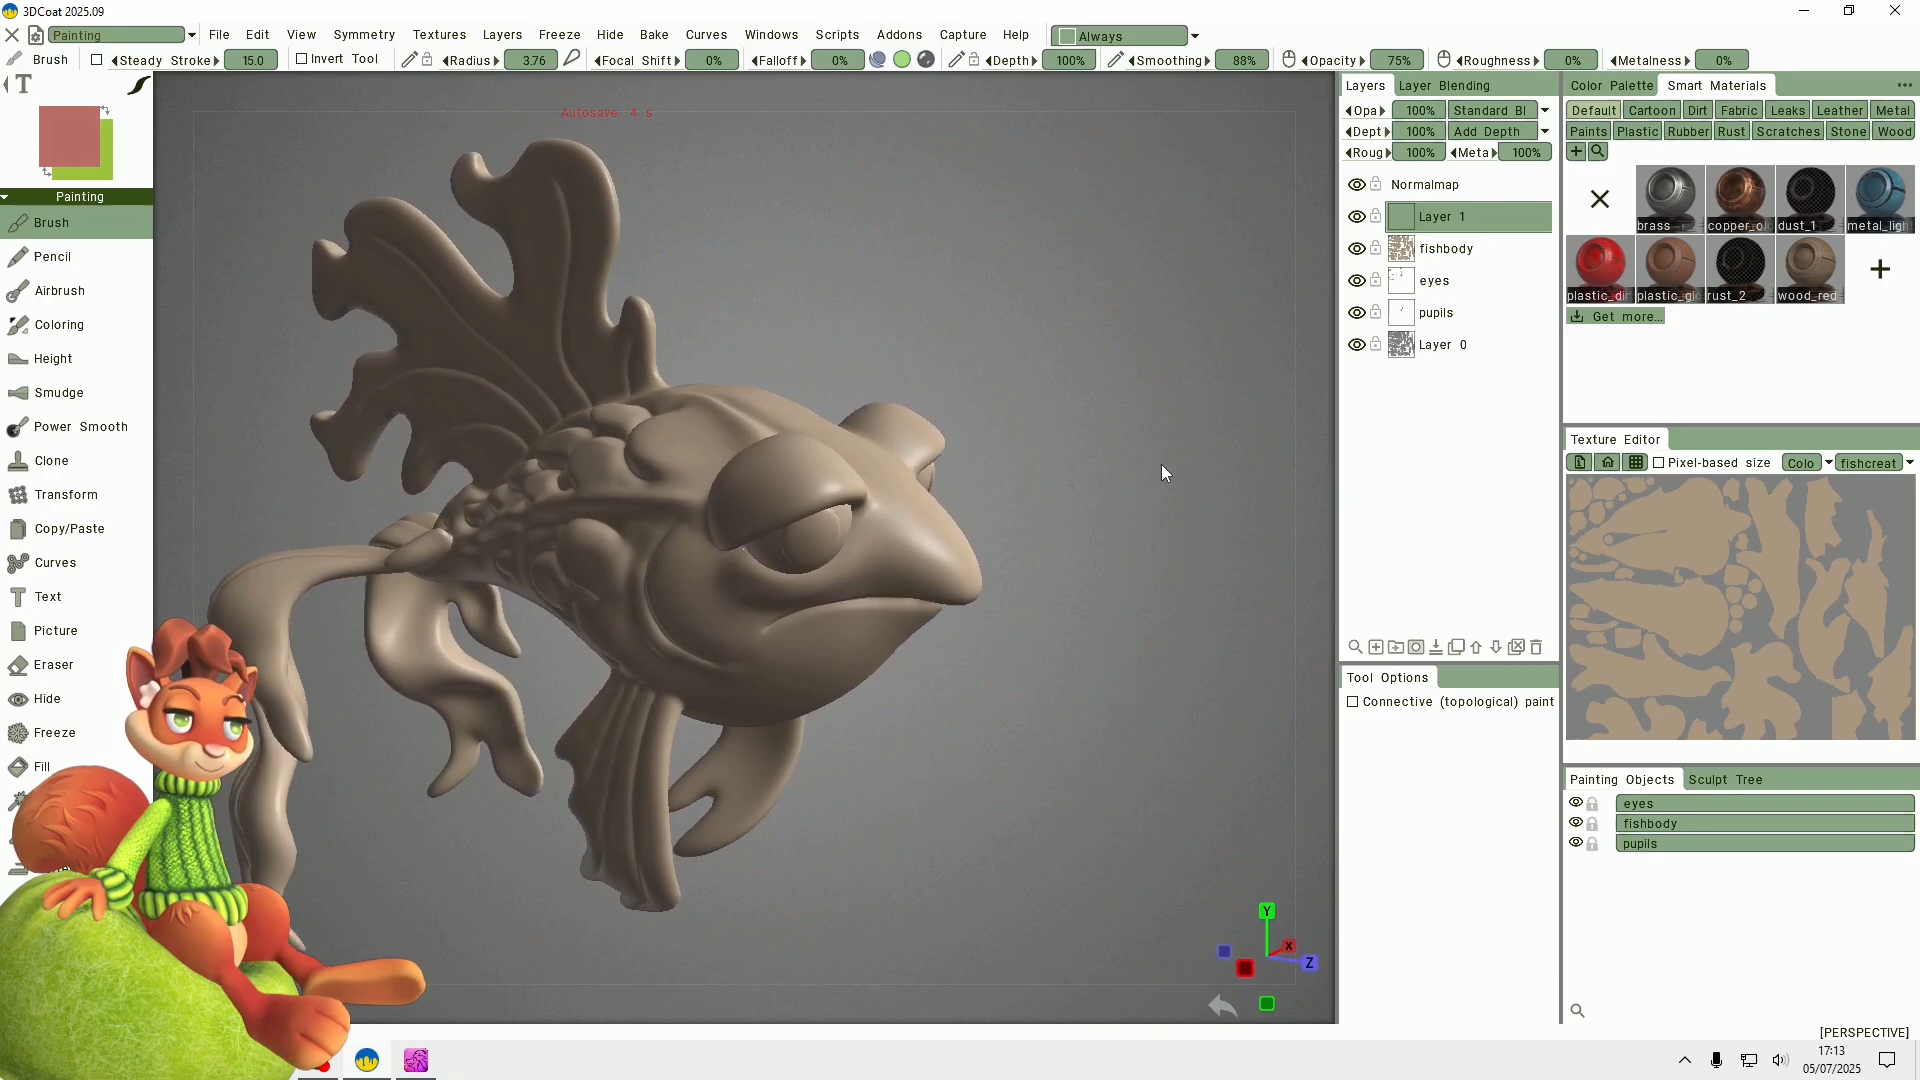 3DCoat 2025.09
Painting
File Edit View Symmetry Textures Layers Freeze Hide Bake Curves Windows Scripts Addons Capture Help Always
Brush Steady Stroke 15.0 Invert Tool Radius 3.76 Focal Shift 0% Falloff 0% Depth 100% Smoothing 88% Opacity 75% Roughness 0% Metalness 0%
T
Autosave: 4 s
Painting
Brush
Pencil
Airbrush
Coloring
Height
Smudge
Power Smooth
Clone
Transform
Copy/Paste
Curves
Text
Picture
Eraser
Hide
Freeze
Fill
Layers Layer Blending
Opa 100% Standard Bl
Dept 100% Add Depth
Roug 100% Meta 100%
Normalmap
Layer 1
fishbody
eyes
pupils
Layer 0
Tool Options
Connective (topological) paint
Color Palette Smart Materials
Default Cartoon Dirt Fabric Leaks Leather Metal
Paints Plastic Rubber Rust Scratches Stone Wood
brass copper_ol dust_1 metal_ligh
plastic_di plastic_gl rust_2 wood_red
Get more...
Texture Editor
Pixel-based size Colo fishcreat
Painting Objects Sculpt Tree
eyes
fishbody
pupils
Y
X
Z
[PERSPECTIVE]
17:13
05/07/2025